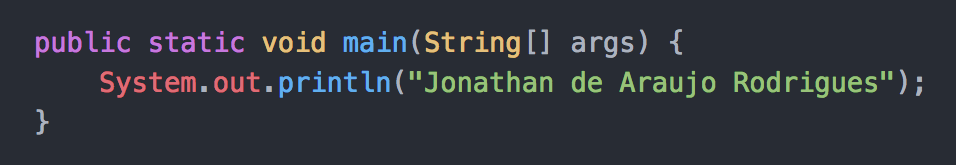 public static void main(String[] args) {
    System.out.println("Jonathan de Araujo Rodrigues");
}